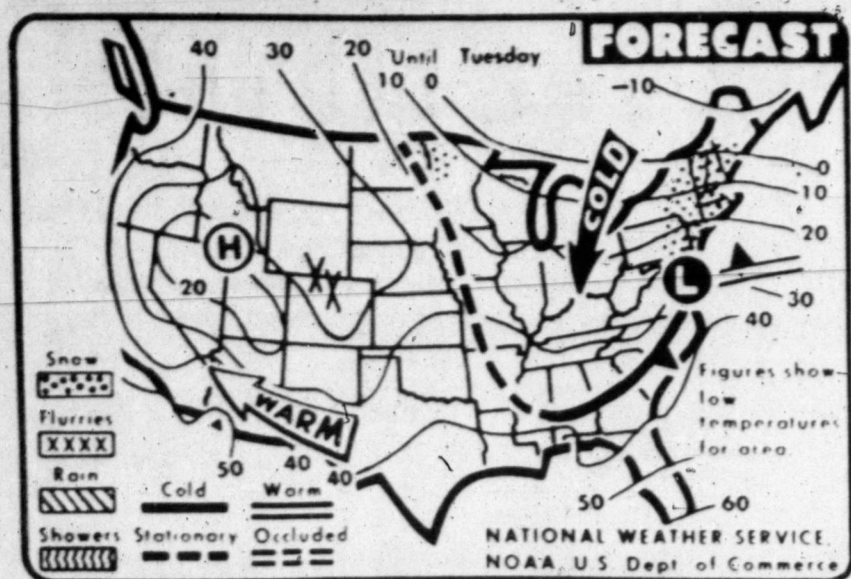 FORECAST
Until Tuesday
40 30 20 10 0
-10
COLD
0
10
20
H
L
20
30
40
Snow
Flurries
XXXX
Rain
Showers
WARM
50 40 40
Cold Warm
Stationary Occluded
Figures show
low
temperatures
for area.
50 60
NATIONAL WEATHER SERVICE,
NOAA, U.S. Dept. of Commerce